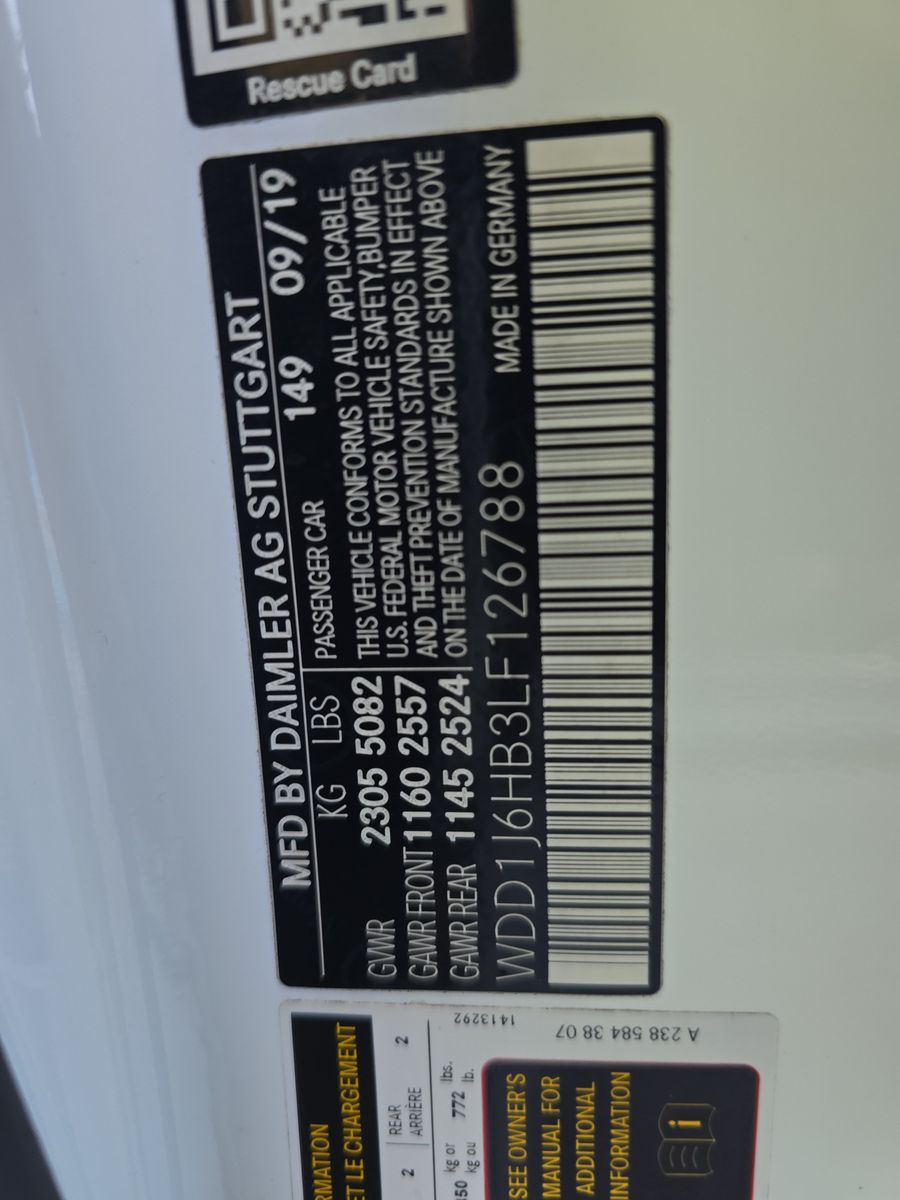 Rescue Card
MFD BY DAIMLER AG STUTTGART
149 09/19
KG LBS PASSENGER CAR
GVWR 2305 5082
GAWR FRONT 1160 2557
GAWR REAR 1145 2524
THIS VEHICLE CONFORMS TO ALL APPLICABLE
U.S. FEDERAL MOTOR VEHICLE SAFETY,BUMPER
AND THEFT PREVENTION STANDARDS IN EFFECT
ON THE DATE OF MANUFACTURE SHOWN ABOVE
WDD1J6HB3LF126788 MADE IN GERMANY
ET LE CHARGEMENT
2 REAR 2
ARRIÈRE
kg or 772 lbs.
kg ou lb.
1413292
A 238 584 38 07
SEE OWNER'S
MANUAL FOR
ADDITIONAL
INFORMATION
i